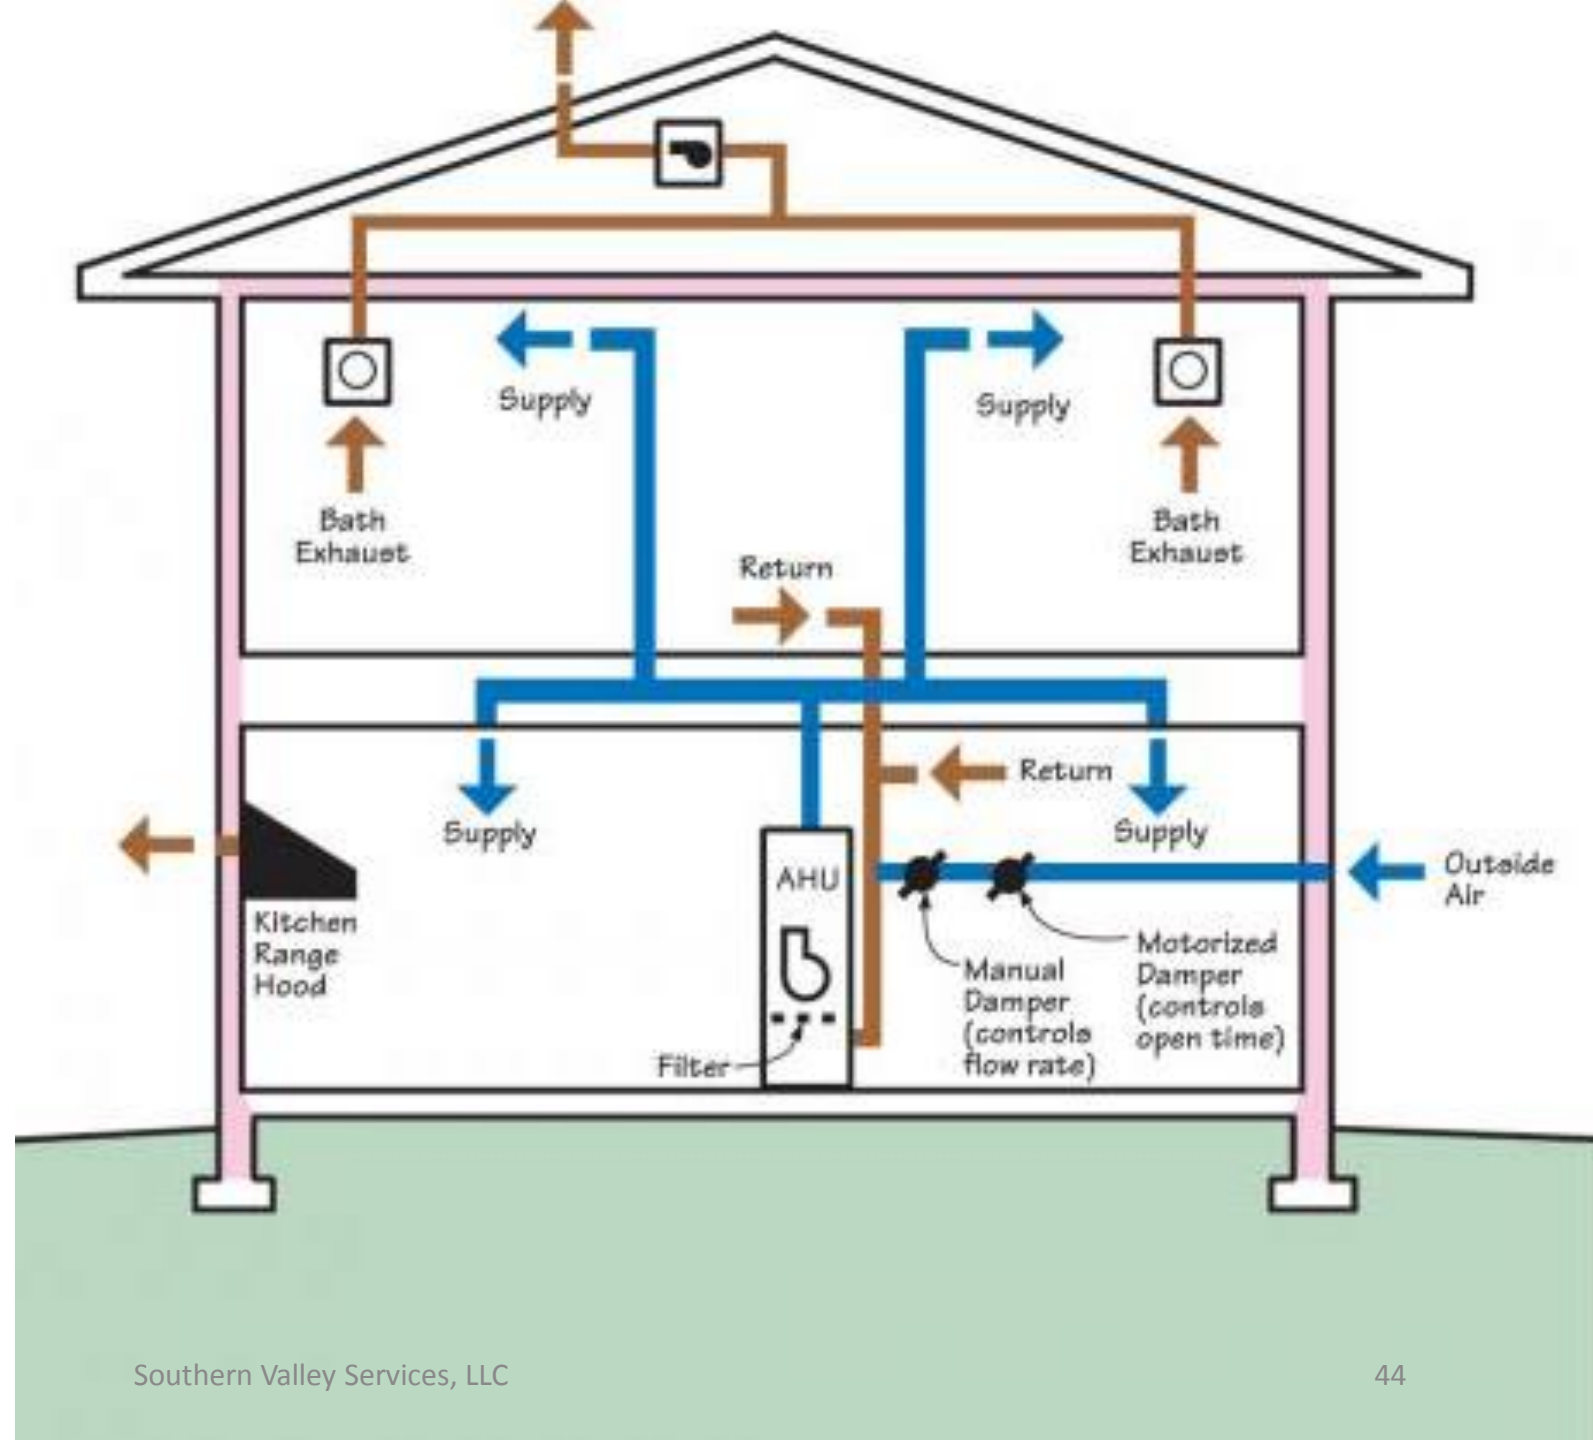 Supply
Supply
Bath
Exhaust
Bath
Exhaust
Return
Return
Supply
Supply
Outside
Air
AHU
Kitchen
Range
Hood
Manual
Damper
(controls
flow rate)
Motorized
Damper
(controls
open time)
Filter
Southern Valley Services, LLC
44